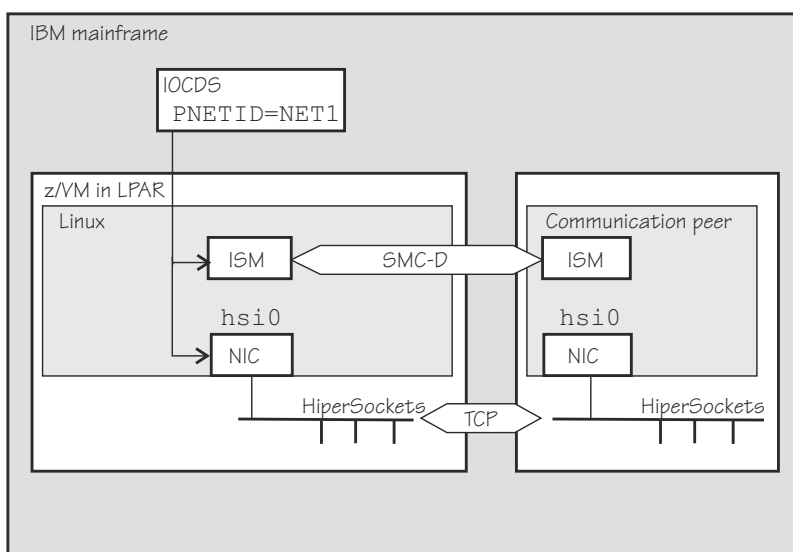 IBM mainframe
IOCDS
PNETID=NET1
z/VM in LPAR
Linux
Communication peer
ISM
SMC-D
ISM
hsi0
hsi0
NIC
NIC
HiperSockets
TCP
HiperSockets